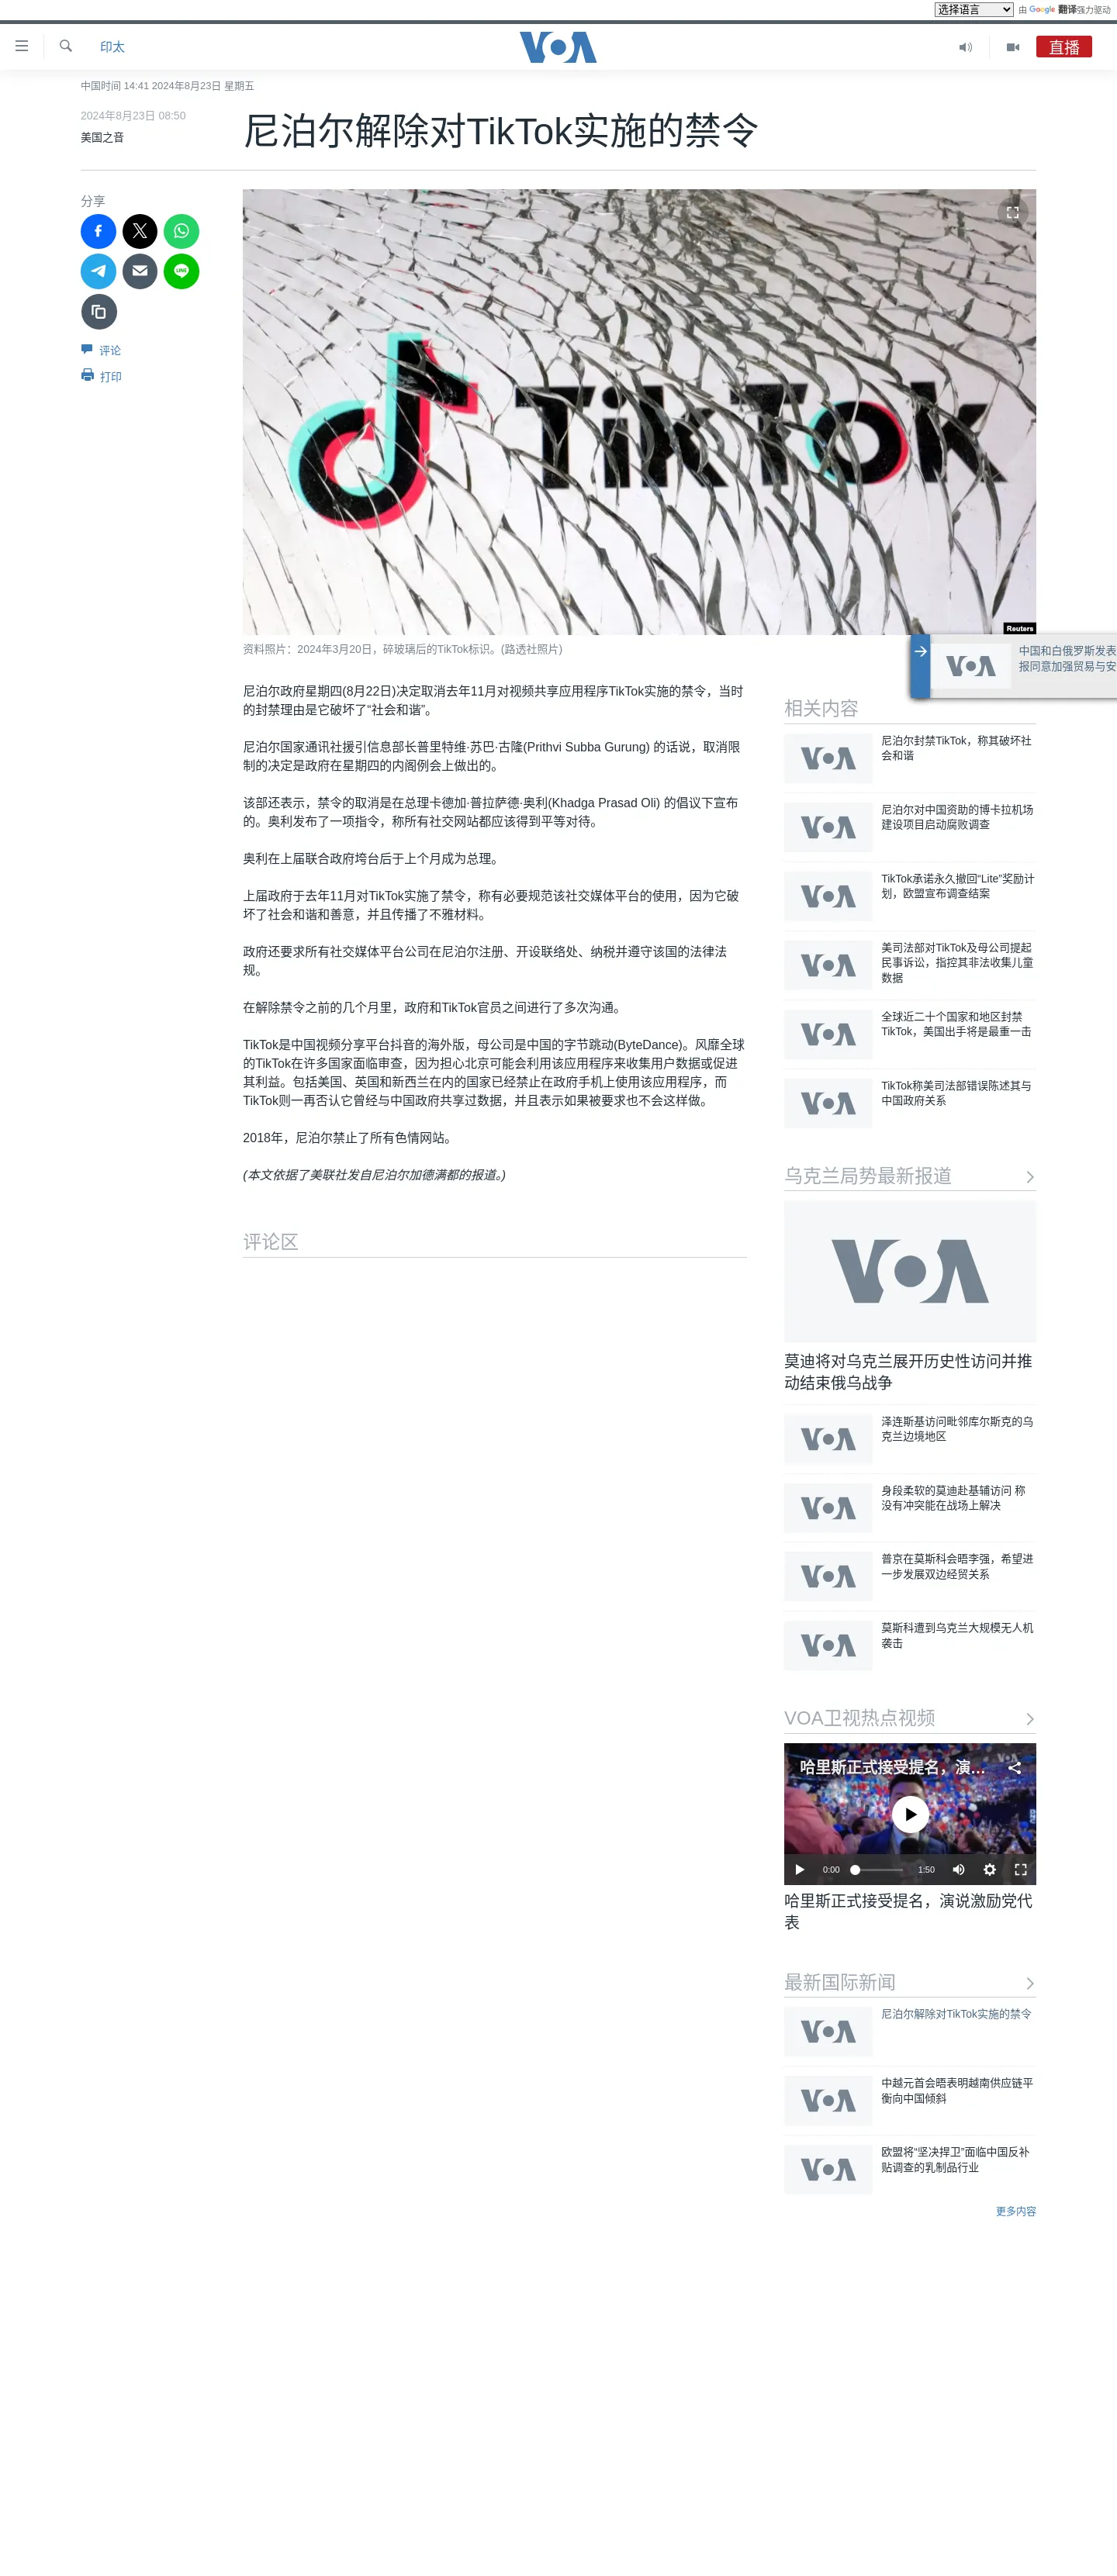 选择语言
由 Google 翻译强力驱动
印太
VOA
直播
中国时间 14:41 2024年8月23日 星期五
2024年8月23日 08:50
美国之音
尼泊尔解除对TikTok实施的禁令
分享
评论
打印
TikTok
Reuters
资料照片：2024年3月20日，碎玻璃后的TikTok标识。(路透社照片)
VOA
中国和白俄罗斯发表
报同意加强贸易与安
尼泊尔政府星期四(8月22日)决定取消去年11月对视频共享应用程序TikTok实施的禁令，当时
的封禁理由是它破坏了“社会和谐”。
尼泊尔国家通讯社援引信息部长普里特维·苏巴·古隆(Prithvi Subba Gurung) 的话说，取消限
制的决定是政府在星期四的内阁例会上做出的。
该部还表示，禁令的取消是在总理卡德加·普拉萨德·奥利(Khadga Prasad Oli) 的倡议下宣布
的。奥利发布了一项指令，称所有社交网站都应该得到平等对待。
奥利在上届联合政府垮台后于上个月成为总理。
上届政府于去年11月对TikTok实施了禁令，称有必要规范该社交媒体平台的使用，因为它破
坏了社会和谐和善意，并且传播了不雅材料。
政府还要求所有社交媒体平台公司在尼泊尔注册、开设联络处、纳税并遵守该国的法律法
规。
在解除禁令之前的几个月里，政府和TikTok官员之间进行了多次沟通。
TikTok是中国视频分享平台抖音的海外版，母公司是中国的字节跳动(ByteDance)。风靡全球
的TikTok在许多国家面临审查，因为担心北京可能会利用该应用程序来收集用户数据或促进
其利益。包括美国、英国和新西兰在内的国家已经禁止在政府手机上使用该应用程序，而
TikTok则一再否认它曾经与中国政府共享过数据，并且表示如果被要求也不会这样做。
2018年，尼泊尔禁止了所有色情网站。
(本文依据了美联社发自尼泊尔加德满都的报道。)
评论区
相关内容
VOA
尼泊尔封禁TikTok，称其破坏社
会和谐
VOA
尼泊尔对中国资助的博卡拉机场
建设项目启动腐败调查
VOA
TikTok承诺永久撤回“Lite”奖励计
划，欧盟宣布调查结案
VOA
美司法部对TikTok及母公司提起
民事诉讼，指控其非法收集儿童
数据
VOA
全球近二十个国家和地区封禁
TikTok，美国出手将是最重一击
VOA
TikTok称美司法部错误陈述其与
中国政府关系
乌克兰局势最新报道
VOA
莫迪将对乌克兰展开历史性访问并推
动结束俄乌战争
VOA
泽连斯基访问毗邻库尔斯克的乌
克兰边境地区
VOA
身段柔软的莫迪赴基辅访问 称
没有冲突能在战场上解决
VOA
普京在莫斯科会晤李强，希望进
一步发展双边经贸关系
VOA
莫斯科遭到乌克兰大规模无人机
袭击
VOA卫视热点视频
哈里斯正式接受提名，演...
VOA
0:00
1:50
哈里斯正式接受提名，演说激励党代
表
最新国际新闻
VOA
尼泊尔解除对TikTok实施的禁令
VOA
中越元首会晤表明越南供应链平
衡向中国倾斜
VOA
欧盟将“坚决捍卫”面临中国反补
贴调查的乳制品行业
更多内容